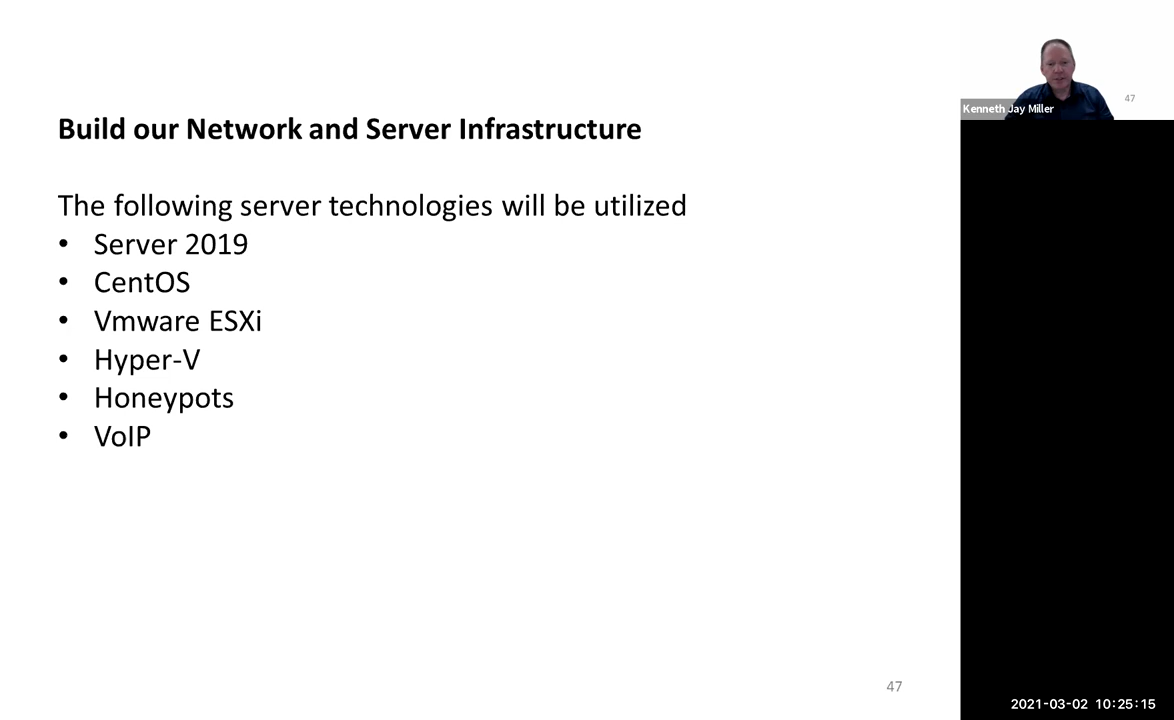 Build our Network and Server Infrastructure
The following server technologies will be utilized
• Server 2019
• CentOS
• Vmware ESXi
• Hyper-V
• Honeypots
• VoIP
47
Kenneth Jay Miller
47
2021-03-02 10:25:15